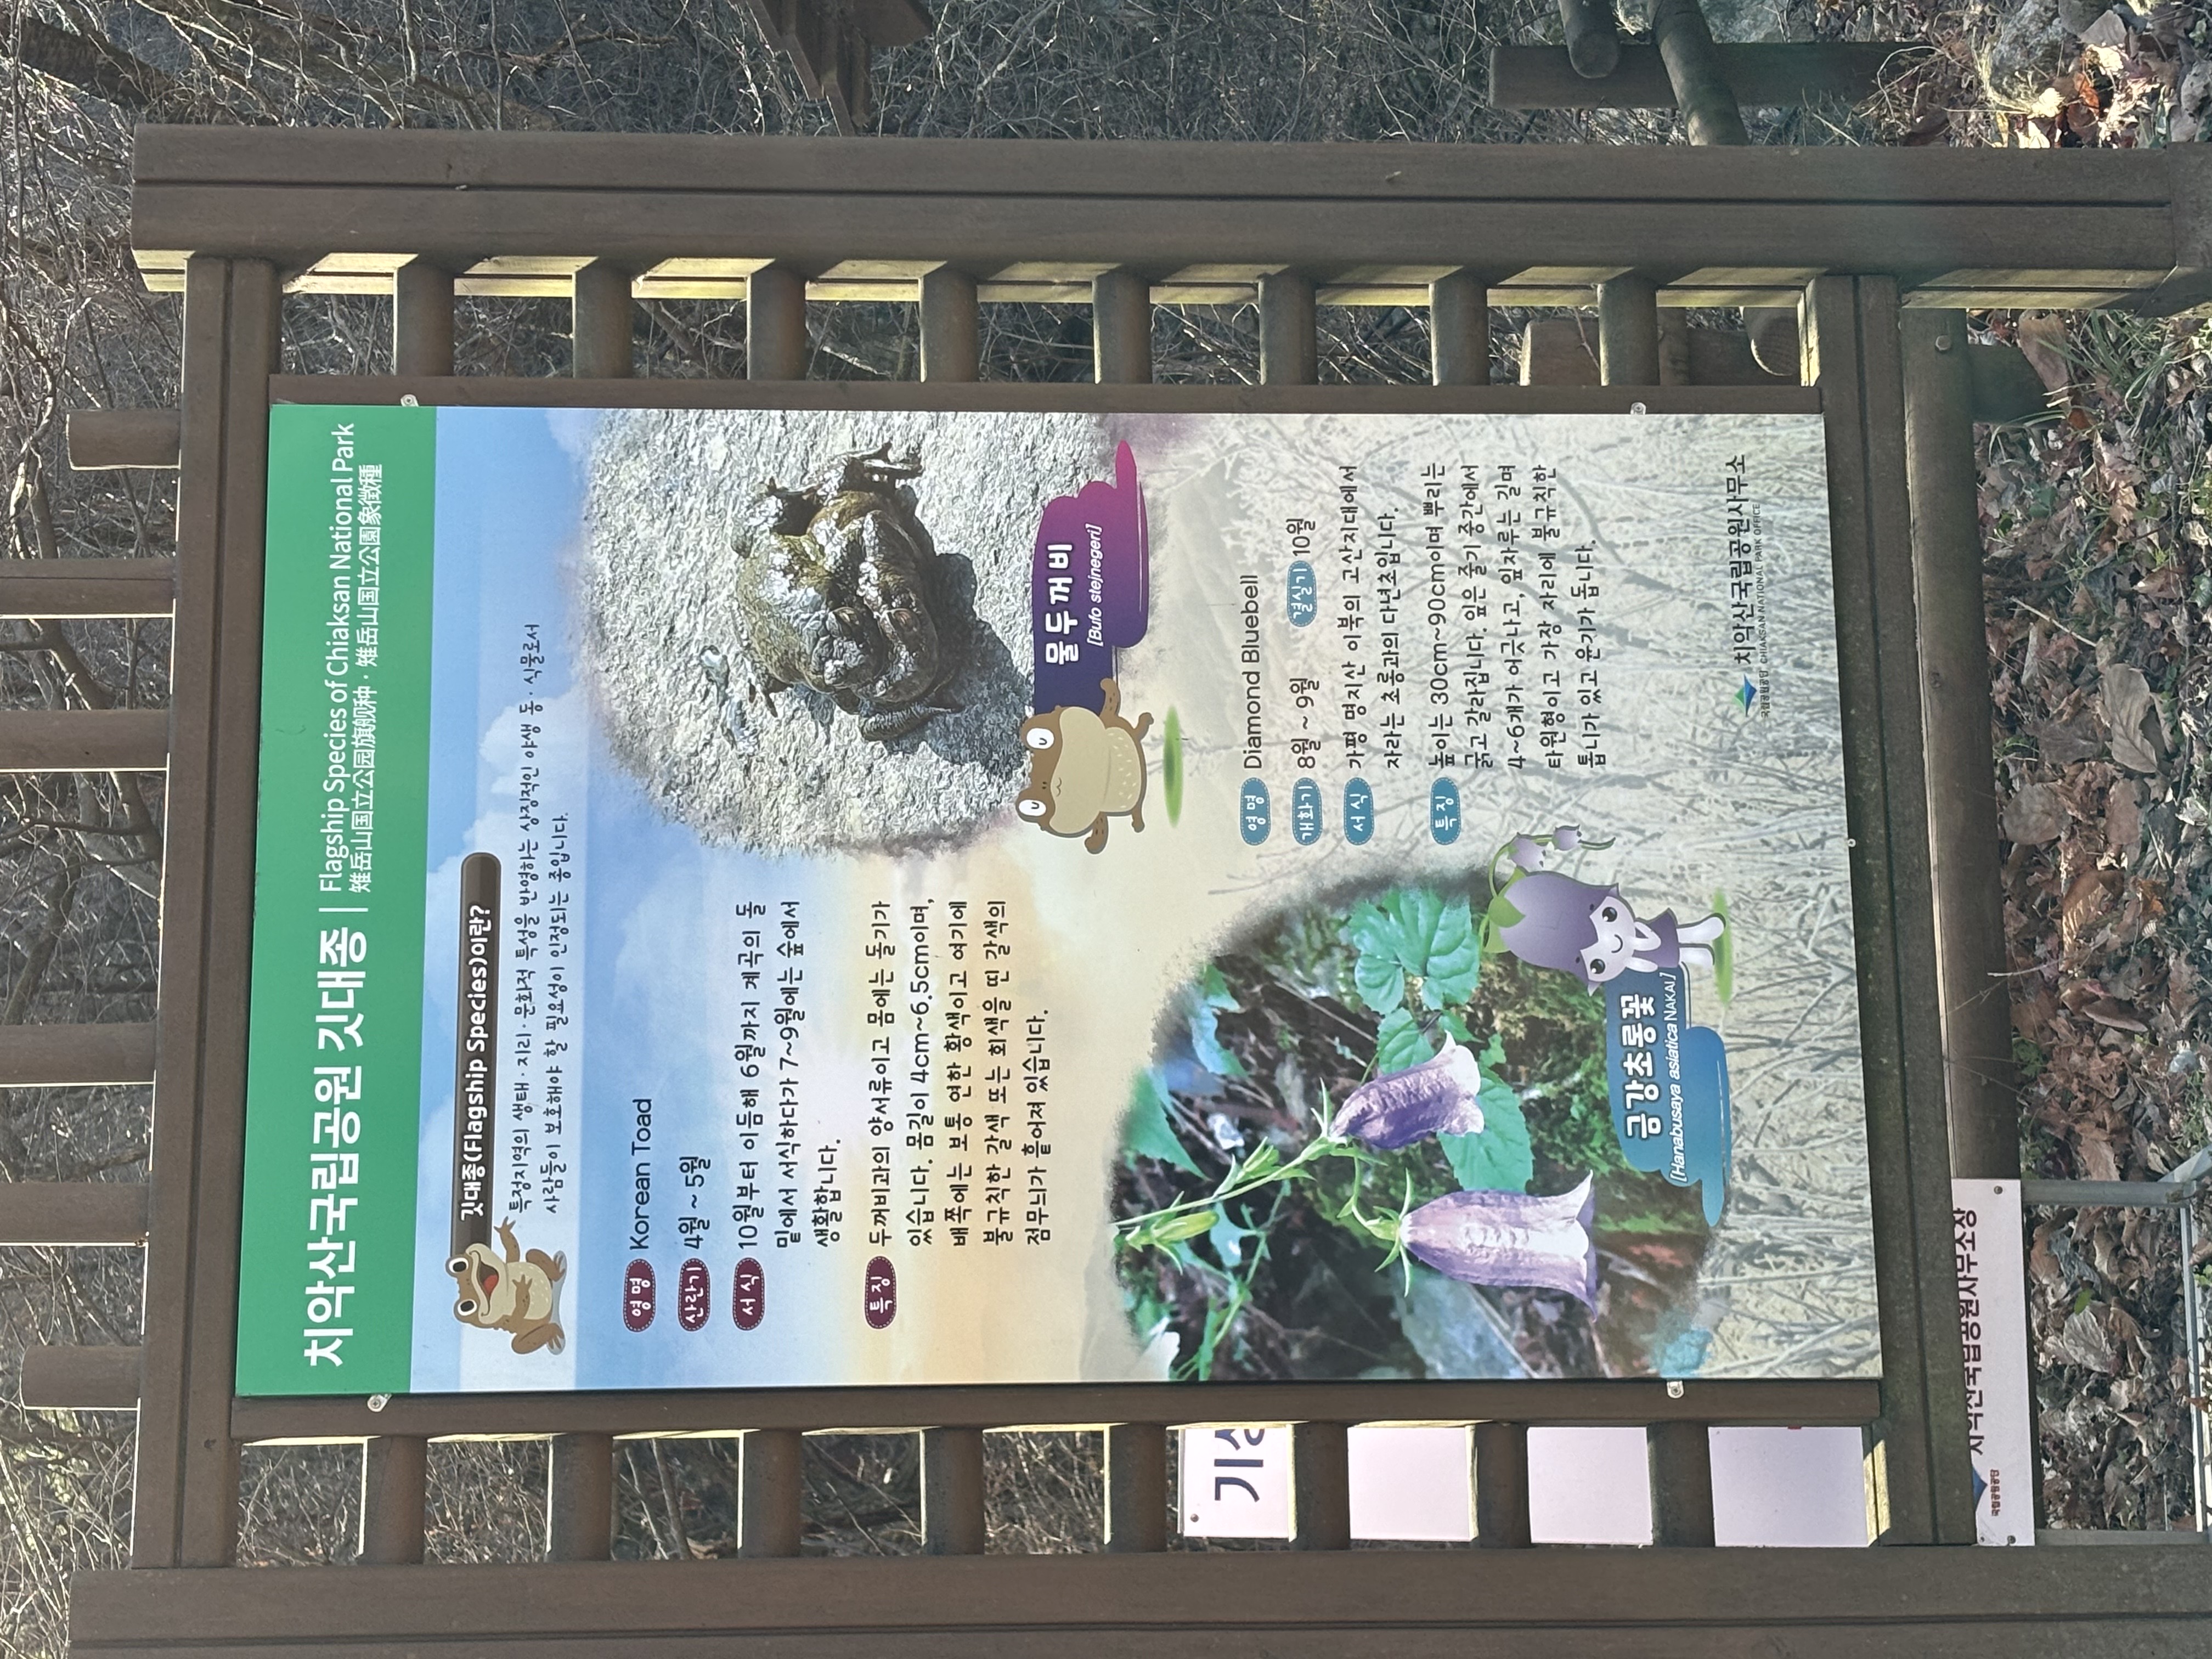 치악산국립공원 깃대종
Flagship Species of Chiaksan National Park
雉岳山国立公园旗舰种 · 雉岳山国立公園象徴種
깃대종(Flagship Species)이란?
특정지역의 생태 · 지리 · 문화적 특성을 반영하는 상징적인 야생 동 · 식물로서
사람들이 보호해야 할 필요성이 인정되는 종입니다.
영명 Korean Toad
산란기 4월 ~ 5월
서식 10월부터 이듬해 6월까지 계곡의 돌
밑에서 서식하다가 7~9월에는 숲에서
생활합니다.
특징 두꺼비과의 양서류이고 몸에는 돌기가
있습니다. 몸길이 4cm~6.5cm이며,
배쪽에는 보통 연한 황색이고 여기에
불규칙한 갈색 또는 회색을 띤 갈색의
점무늬가 흩어져 있습니다.
물두꺼비
[Bufo stejnegeri]
영명 Diamond Bluebell
개화기 8월 ~ 9월 결실기 10월
서식 가평 명지산 이북의 고산지대에서
자라는 초롱과의 다년초입니다.
특징 높이는 30cm~90cm이며 뿌리는
굵고 갈라집니다. 잎은 줄기 중간에서
4~6개가 어긋나고, 잎자루는 길며
타원형이고 가장 자리에 불규칙한
톱니가 있고 윤기가 돕니다.
금강초롱꽃
[Hanabusaya asiatica NAKAI]
국립공원공단 치악산국립공원사무소
CHIAKSAN NATIONAL PARK OFFICE
치악산국립공원사무소장
국립공원공단